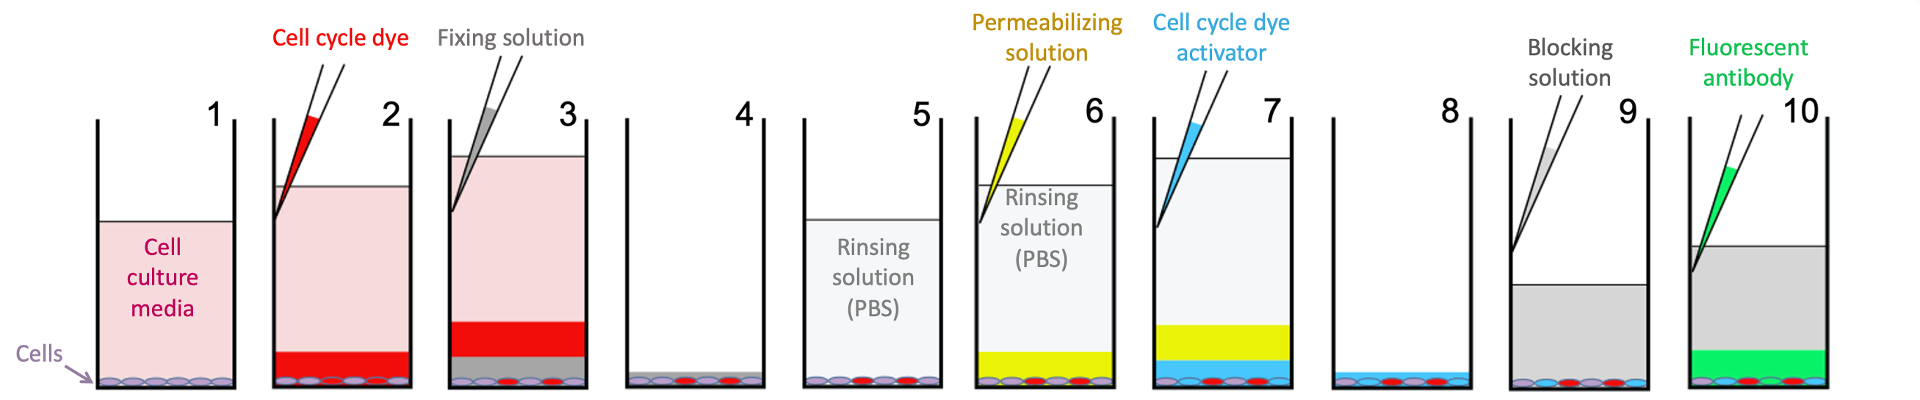 Cell cycle dye
Fixing solution
Permeabilizing
solution
Cell cycle dye
activator
Blocking
solution
Fluorescent
antibody
1
2
3
4
5
6
7
8
9
10
Cell
culture
media
Rinsing
solution
(PBS)
Rinsing
solution
(PBS)
Cells